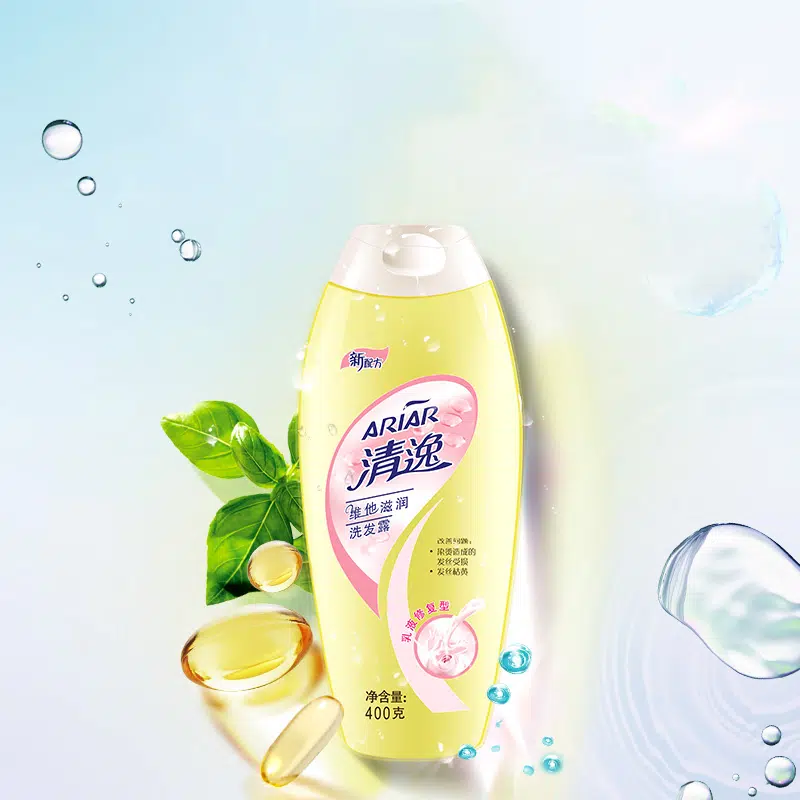 新配方
ARIAR
清逸
维他滋润
洗发露
改善问题：
• 染烫造成的
发丝受损
• 发丝枯黄
乳液修复型
净含量:
400克